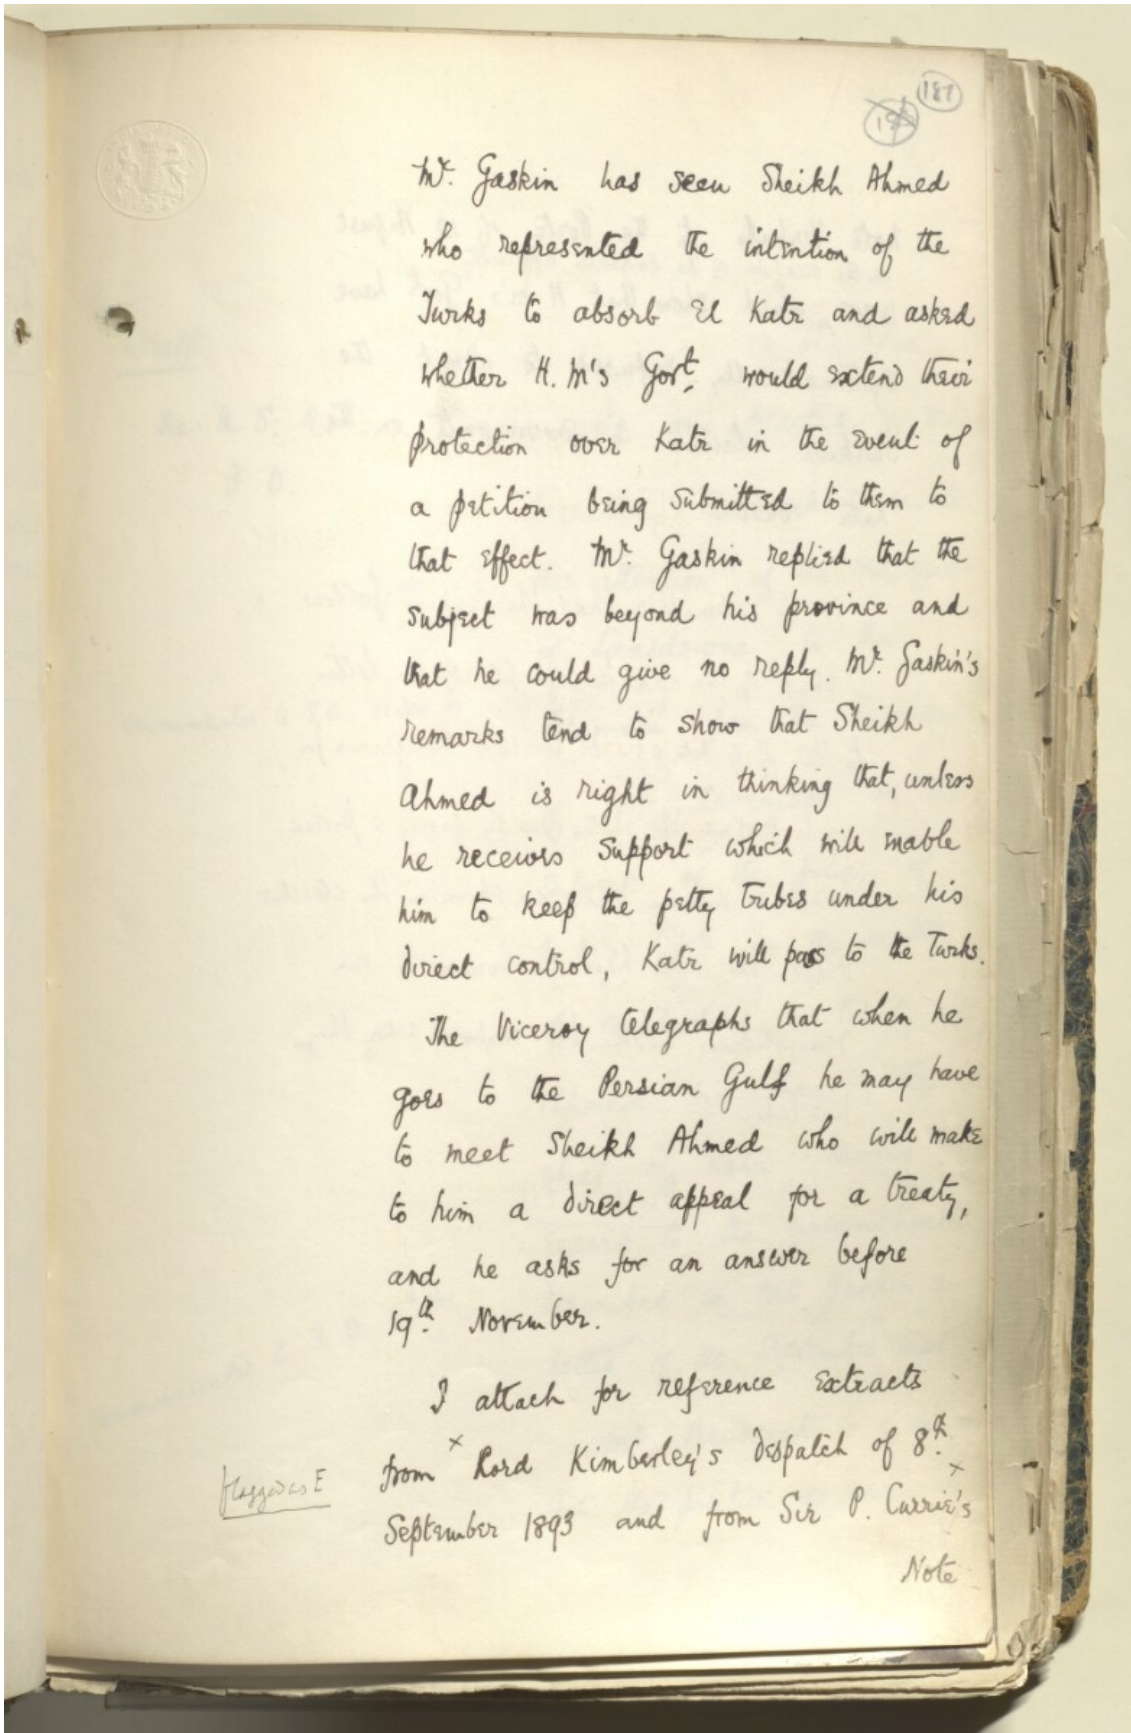 187
Mr. Gaskin has seen Sheikh Ahmed
who represented the intention of the
Turks to absorb El Katr and asked
whether H. M's Govt. would extend their
protection over Katr in the event of
a petition being submitted to them to
that effect. Mr. Gaskin replied that the
subject was beyond his province and
that he could give no reply. Mr. Gaskin's
remarks tend to show that Sheikh
Ahmed is right in thinking that, unless
he receives support which will enable
him to keep the petty tribes under his
direct control, Katr will pass to the Turks.
The Viceroy telegraphs that when he
goes to the Persian Gulf he may have
to meet Sheikh Ahmed who will make
to him a direct appeal for a treaty,
and he asks for an answer before
19th. November.
I attach for reference extracts
from x Lord Kimberley's despatch of 8th.
flagged as E
September 1893 and from Sir P. Currie's x
Note